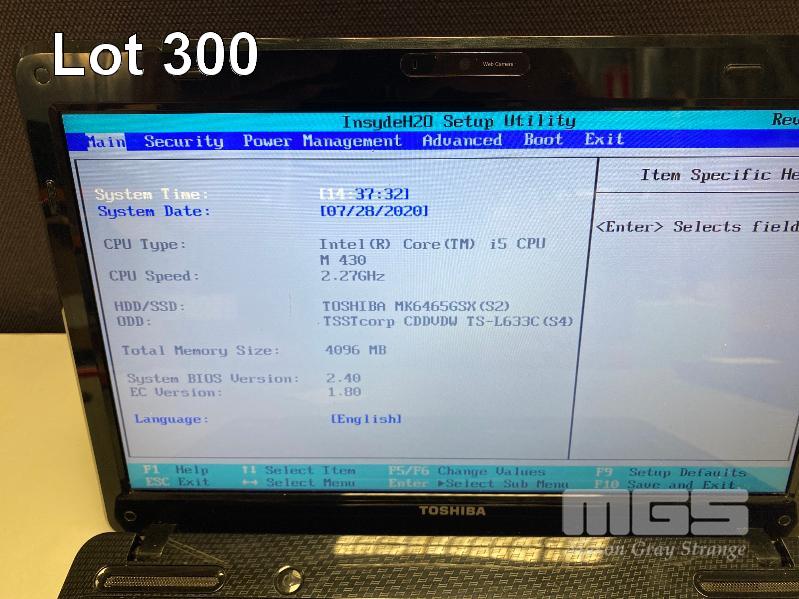 Lot 300
Web Camera
InsydeH2O Setup Utility
Main Security Power Management Advanced Boot Exit
Item Specific
System Time: [14:37:32]
System Date: [07/28/2020]
<Enter> Selects field
CPU Type: Intel(R) Core(TM) i5 CPU
M 430
CPU Speed: 2.27GHz
HDD/SSD: TOSHIBA MK6465GSX(S2)
ODD: TSSTcorp CDDVDW TS-L633C(S4)
Total Memory Size: 4096 MB
System BIOS Version: 2.40
EC Version: 1.80
Language: [English]
F1 Help ↑↓ Select Item F5/F6 Change Values F9 Setup Defaults
ESC Exit ←→ Select Menu Enter ▶Select Sub Menu F10 Save and Exit
TOSHIBA
MGS
Gray Strange